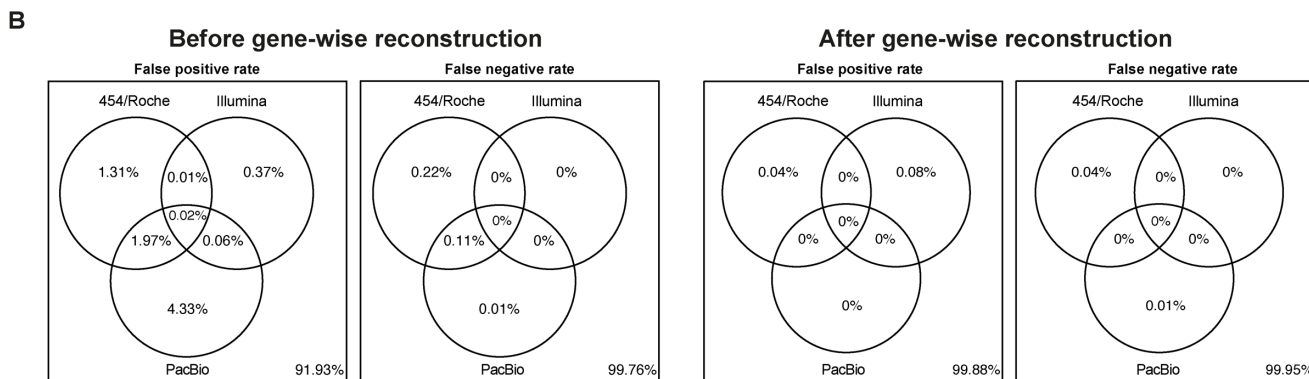 B
Before gene-wise reconstruction
After gene-wise reconstruction
False positive rate
False negative rate
False positive rate
False negative rate
454/Roche Illumina
454/Roche Illumina
454/Roche Illumina
454/Roche Illumina
1.31% 0.01% 0.37%
0.22% 0% 0%
0.04% 0% 0.08%
0.04% 0% 0%
0.02%
0%
0%
0%
1.97% 0.06%
0.11% 0%
0% 0%
0% 0%
4.33%
0.01%
0%
0.01%
PacBio 91.93%
PacBio 99.76%
PacBio 99.88%
PacBio 99.95%